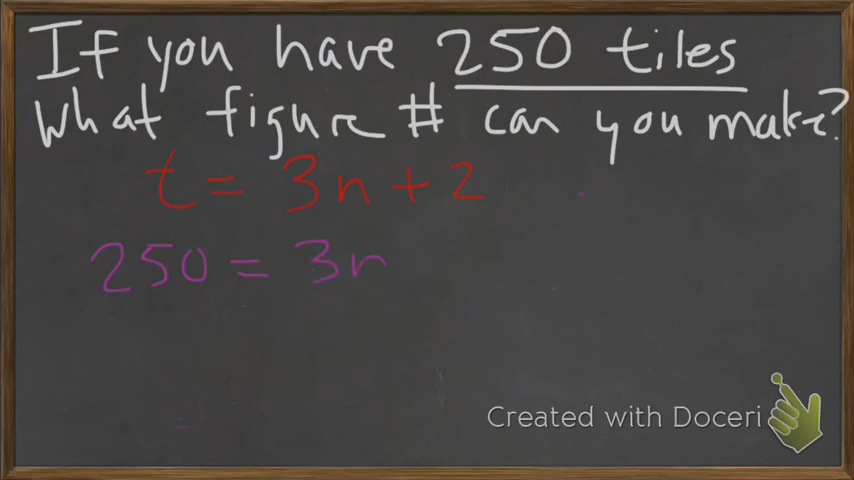 If you have 250 tiles
what figure # can you make?
t = 3n + 2
250 = 3n
=
Created with Doceri